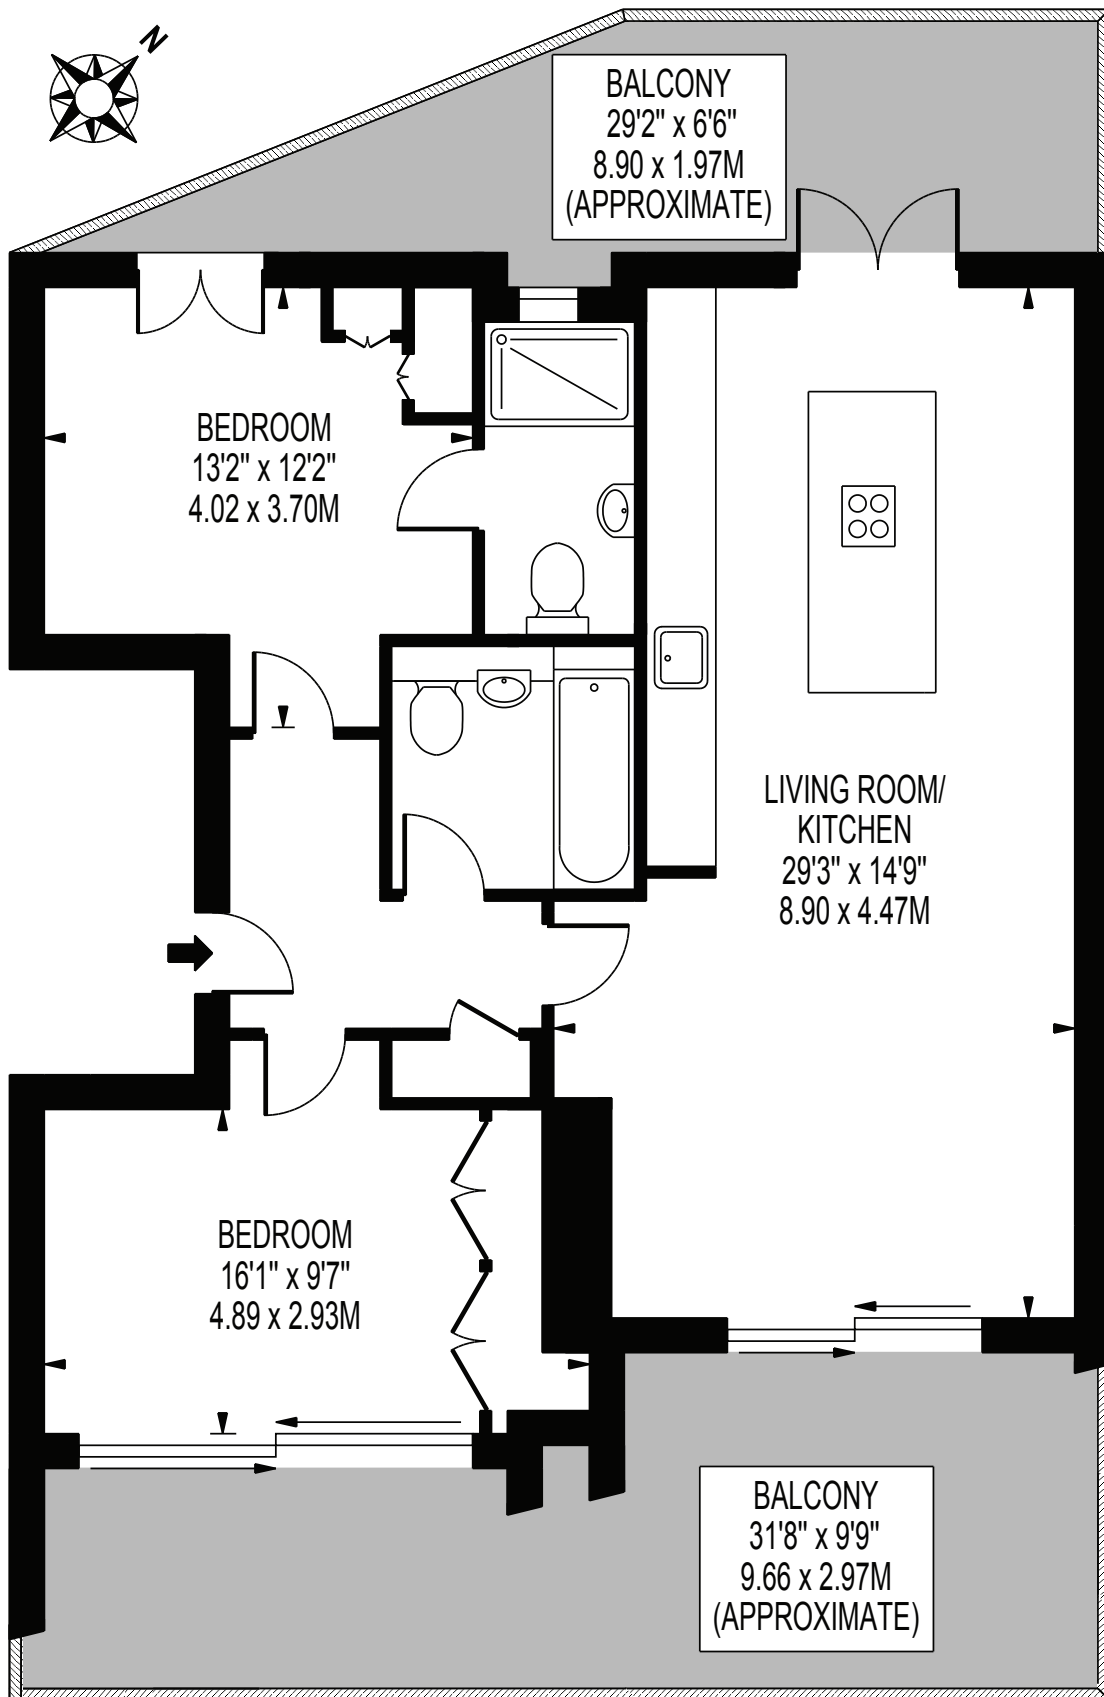 N
BALCONY
29'2" x 6'6"
8.90 x 1.97M
(APPROXIMATE)
BEDROOM
13'2" x 12'2"
4.02 x 3.70M
LIVING ROOM/
KITCHEN
29'3" x 14'9"
8.90 x 4.47M
BEDROOM
16'1" x 9'7"
4.89 x 2.93M
BALCONY
31'8" x 9'9"
9.66 x 2.97M
(APPROXIMATE)